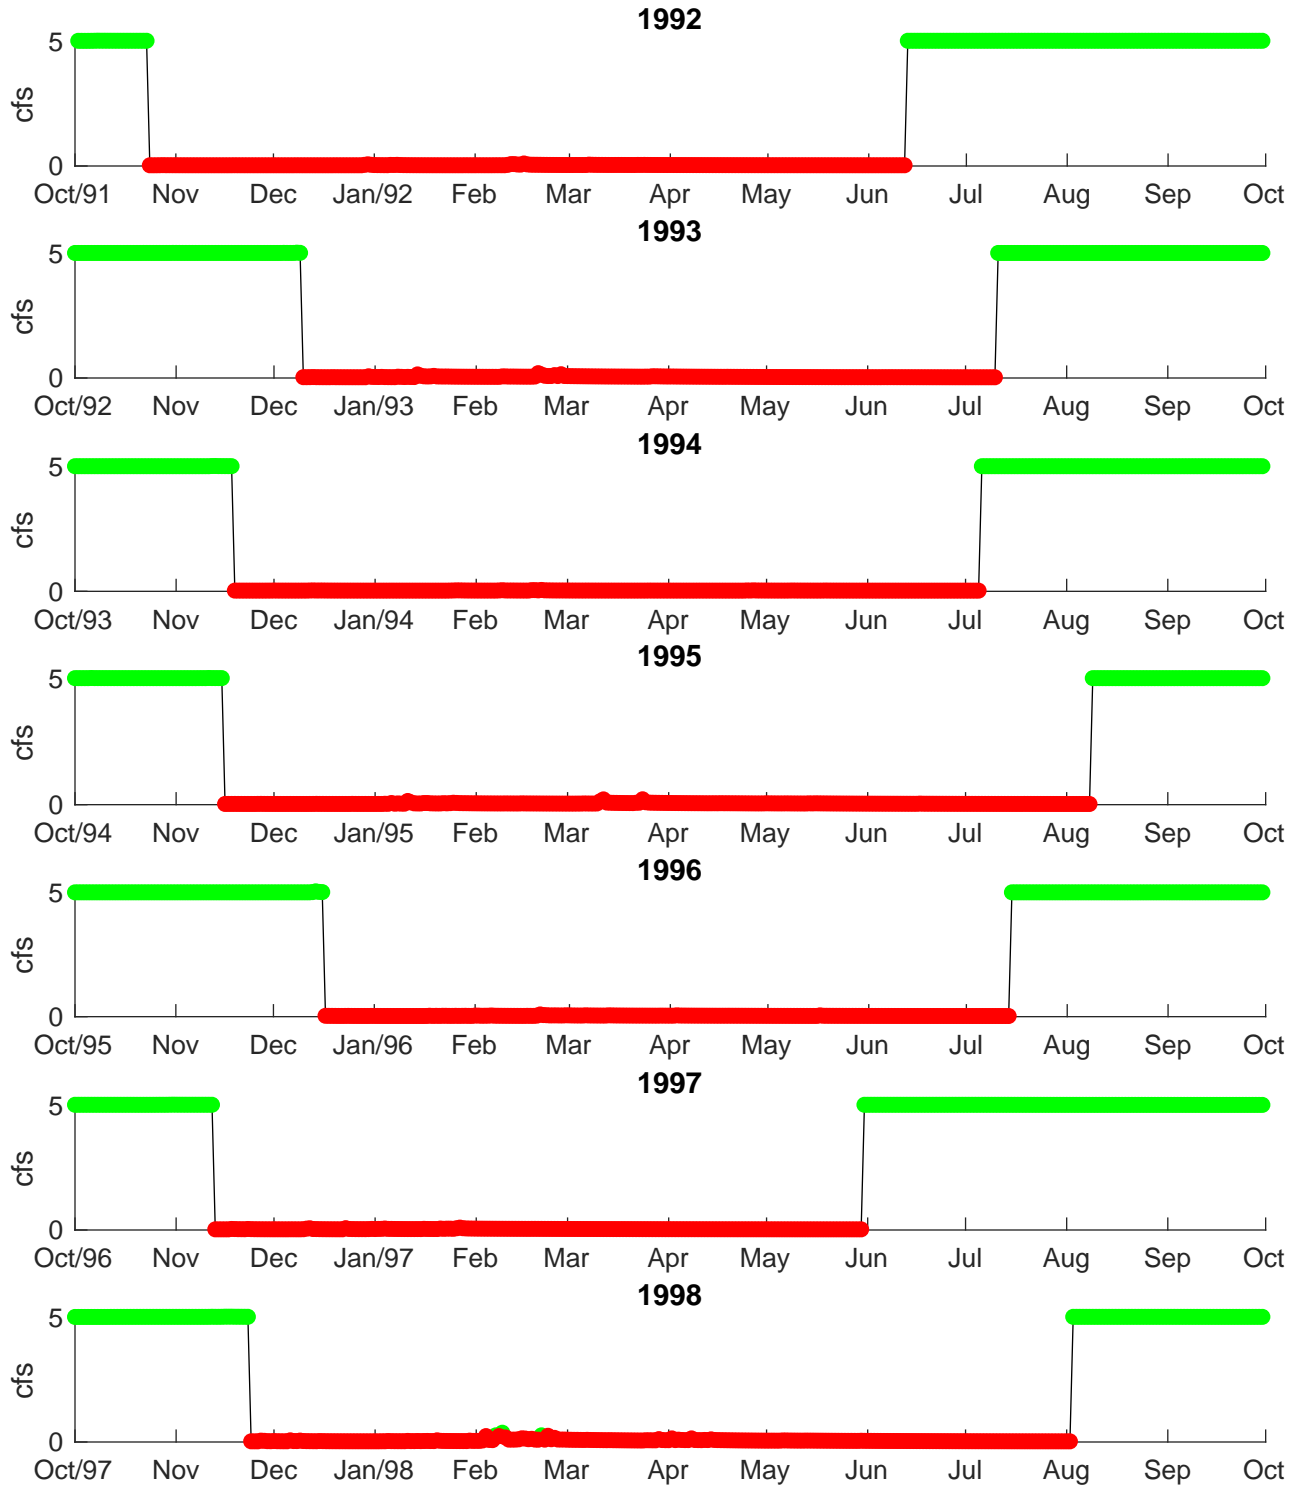 1992
5
cfs
0
Oct/91 Nov Dec Jan/92 Feb Mar Apr May Jun Jul Aug Sep Oct
1993
5
cfs
0
Oct/92 Nov Dec Jan/93 Feb Mar Apr May Jun Jul Aug Sep Oct
1994
5
cfs
0
Oct/93 Nov Dec Jan/94 Feb Mar Apr May Jun Jul Aug Sep Oct
1995
5
cfs
0
Oct/94 Nov Dec Jan/95 Feb Mar Apr May Jun Jul Aug Sep Oct
1996
5
cfs
0
Oct/95 Nov Dec Jan/96 Feb Mar Apr May Jun Jul Aug Sep Oct
1997
5
cfs
0
Oct/96 Nov Dec Jan/97 Feb Mar Apr May Jun Jul Aug Sep Oct
1998
5
cfs
0
Oct/97 Nov Dec Jan/98 Feb Mar Apr May Jun Jul Aug Sep Oct